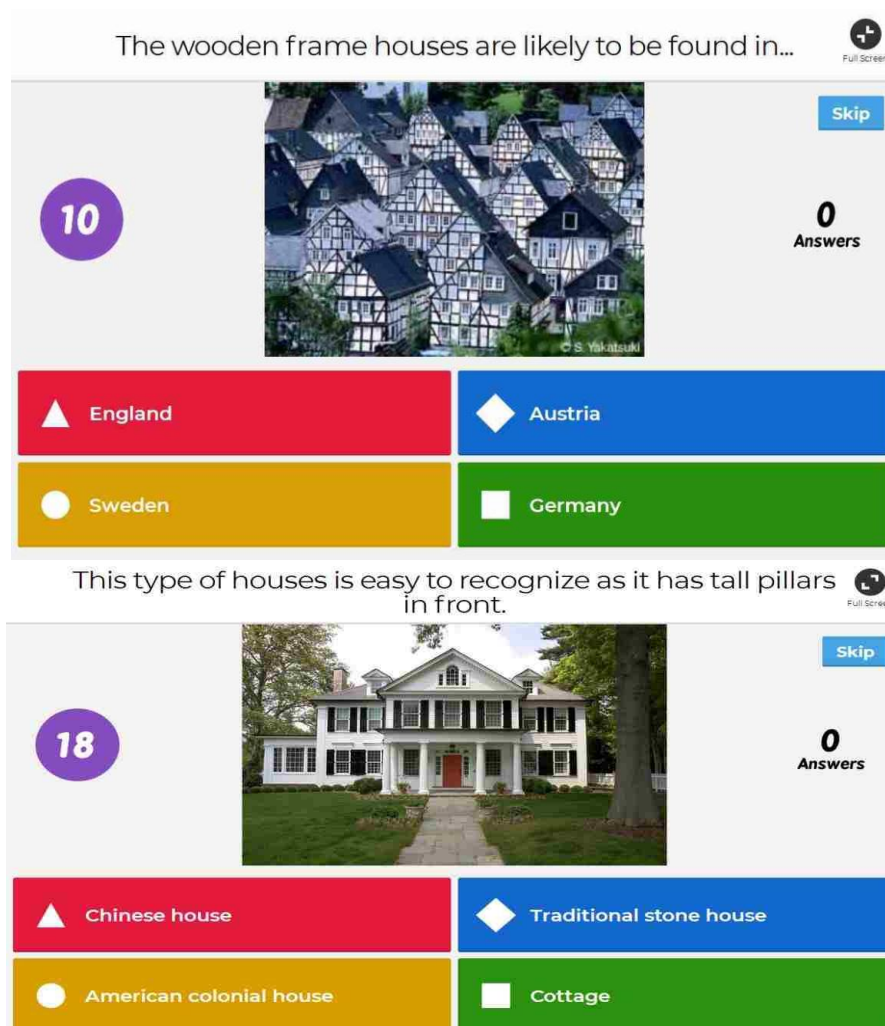 The wooden frame houses are likely to be found in...
Full Screen
Skip
10
0
Answers
© S. Yakatsuki
England
Austria
Sweden
Germany
This type of houses is easy to recognize as it has tall pillars
in front.
Full Scree
Skip
18
0
Answers
Chinese house
Traditional stone house
American colonial house
Cottage